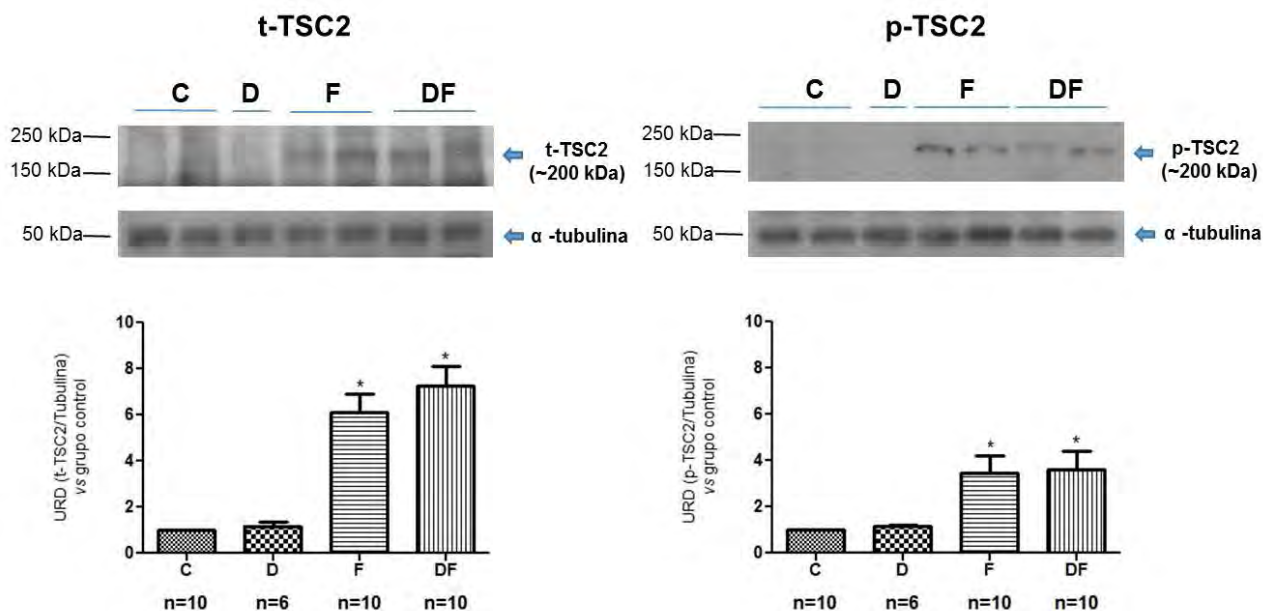 t-TSC2
C D F DF
250 kDa
150 kDa
t-TSC2
(~200 kDa)
50 kDa
α -tubulina
URD (t-TSC2/Tubulina)
vs grupo control
10
8
6
4
2
0
* *
C D F DF
n=10 n=6 n=10 n=10
p-TSC2
C D F DF
250 kDa
150 kDa
p-TSC2
(~200 kDa)
50 kDa
α -tubulina
URD (p-TSC2/Tubulina)
vs grupo control
10
8
6
4
2
0
* *
C D F DF
n=10 n=6 n=10 n=10